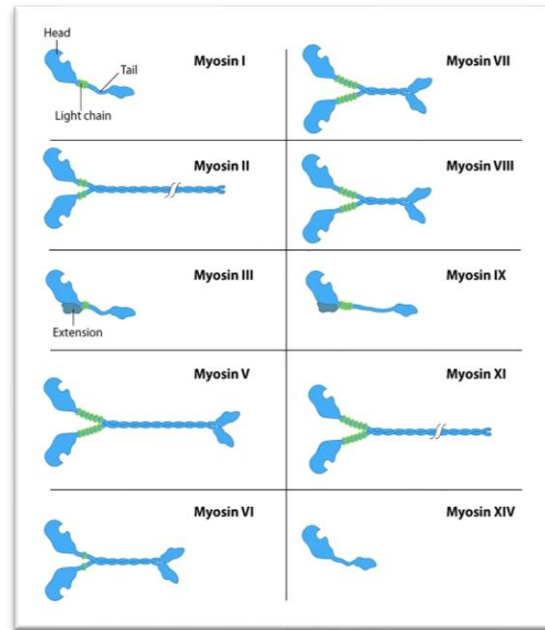 Head
Myosin I
Tail
Light chain
Myosin II
Myosin III
Extension
Myosin V
Myosin VI
Myosin VII
Myosin VIII
Myosin IX
Myosin XI
Myosin XIV